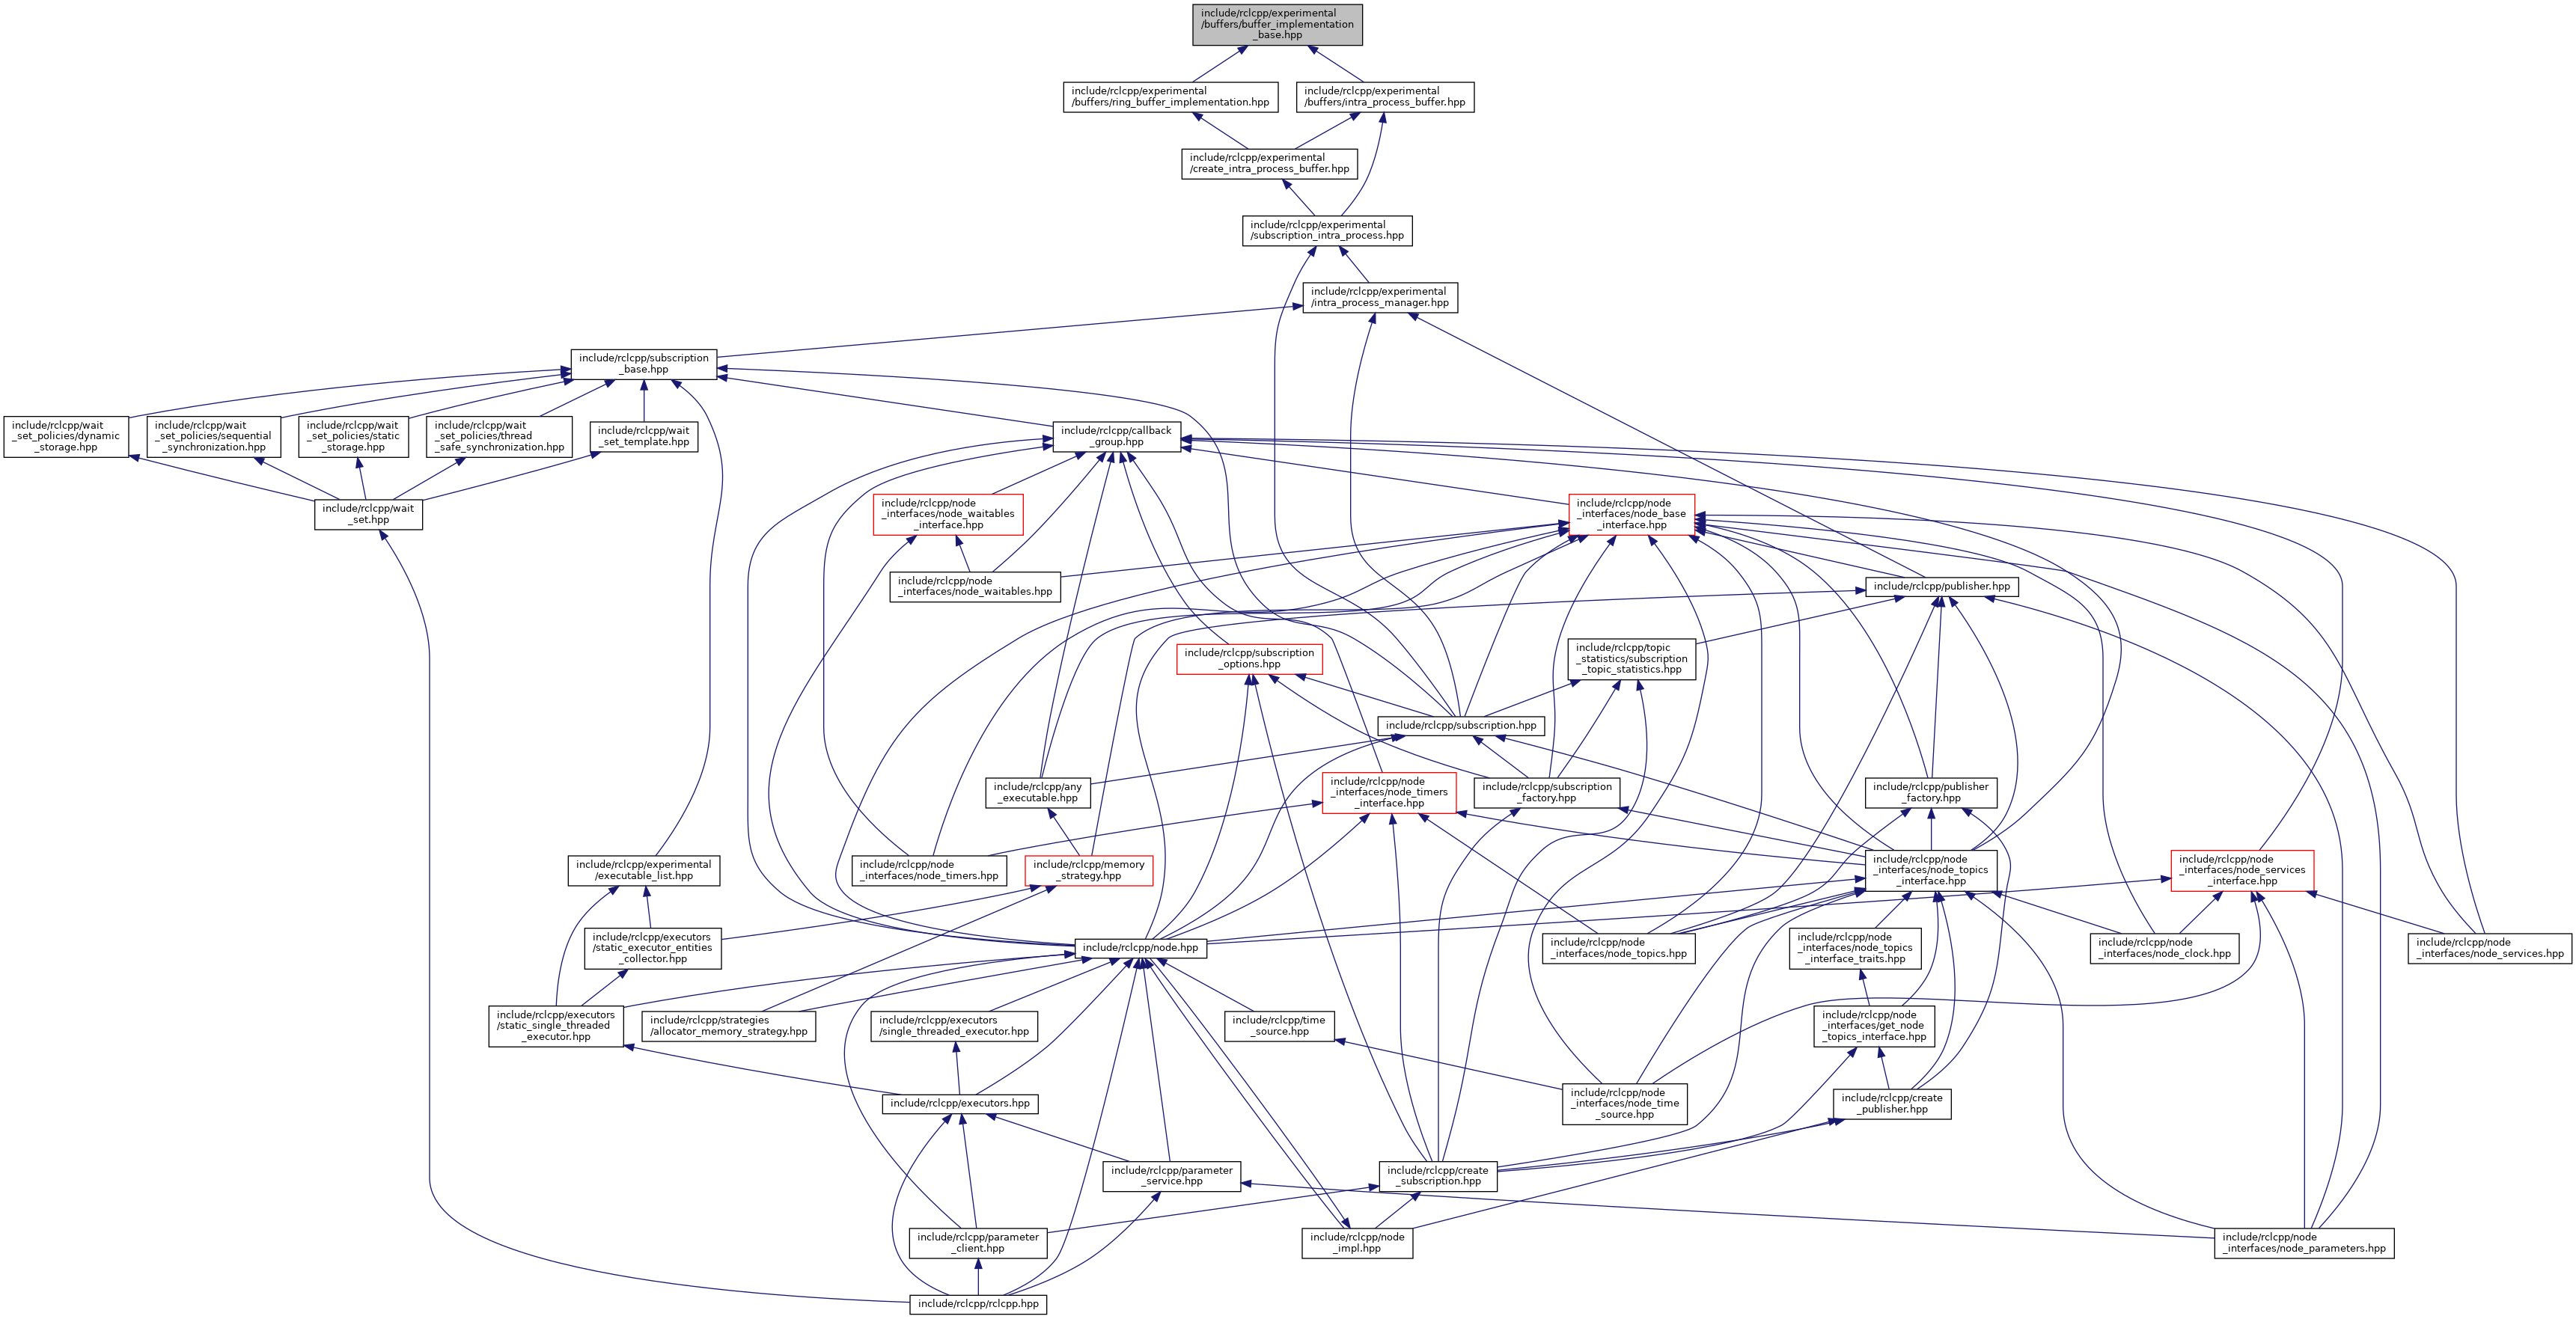 include/rclcpp/experimental
/buffers/buffer_implementation
_base.hpp
include/rclcpp/experimental
/buffers/ring_buffer_implementation.hpp
include/rclcpp/experimental
/buffers/intra_process_buffer.hpp
include/rclcpp/experimental
/create_intra_process_buffer.hpp
include/rclcpp/experimental
/subscription_intra_process.hpp
include/rclcpp/experimental
/intra_process_manager.hpp
include/rclcpp/subscription
_base.hpp
include/rclcpp/wait
_set_policies/dynamic
_storage.hpp
include/rclcpp/wait
_set_policies/sequential
_synchronization.hpp
include/rclcpp/wait
_set_policies/static
_storage.hpp
include/rclcpp/wait
_set_policies/thread
_safe_synchronization.hpp
include/rclcpp/wait
_set_template.hpp
include/rclcpp/callback
_group.hpp
include/rclcpp/wait
_set.hpp
include/rclcpp/node
_interfaces/node_waitables
_interface.hpp
include/rclcpp/node
_interfaces/node_base
_interface.hpp
include/rclcpp/node
_interfaces/node_waitables.hpp
include/rclcpp/publisher.hpp
include/rclcpp/subscription
_options.hpp
include/rclcpp/topic
_statistics/subscription
_topic_statistics.hpp
include/rclcpp/subscription.hpp
include/rclcpp/any
_executable.hpp
include/rclcpp/node
_interfaces/node_timers
_interface.hpp
include/rclcpp/subscription
_factory.hpp
include/rclcpp/publisher
_factory.hpp
include/rclcpp/experimental
/executable_list.hpp
include/rclcpp/node
_interfaces/node_timers.hpp
include/rclcpp/memory
_strategy.hpp
include/rclcpp/node
_interfaces/node_topics
_interface.hpp
include/rclcpp/node
_interfaces/node_services
_interface.hpp
include/rclcpp/executors
/static_executor_entities
_collector.hpp
include/rclcpp/node.hpp
include/rclcpp/node
_interfaces/node_topics.hpp
include/rclcpp/node
_interfaces/node_topics
_interface_traits.hpp
include/rclcpp/node
_interfaces/node_clock.hpp
include/rclcpp/node
_interfaces/node_services.hpp
include/rclcpp/executors
/static_single_threaded
_executor.hpp
include/rclcpp/strategies
/allocator_memory_strategy.hpp
include/rclcpp/executors
/single_threaded_executor.hpp
include/rclcpp/time
_source.hpp
include/rclcpp/node
_interfaces/get_node
_topics_interface.hpp
include/rclcpp/executors.hpp
include/rclcpp/node
_interfaces/node_time
_source.hpp
include/rclcpp/create
_publisher.hpp
include/rclcpp/parameter
_service.hpp
include/rclcpp/create
_subscription.hpp
include/rclcpp/parameter
_client.hpp
include/rclcpp/node
_impl.hpp
include/rclcpp/node
_interfaces/node_parameters.hpp
include/rclcpp/rclcpp.hpp